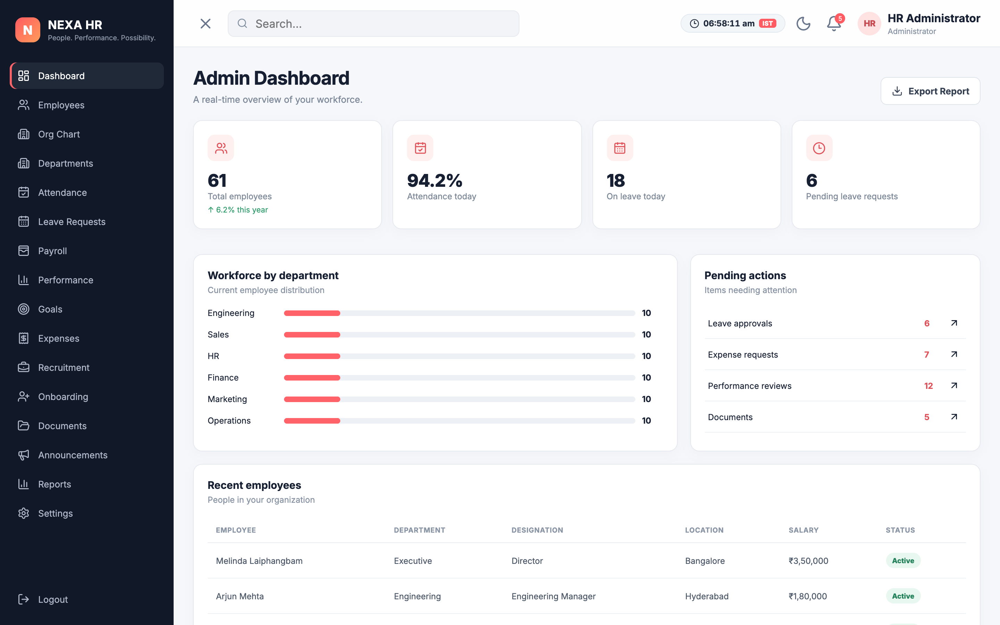 N
NEXA HR
People. Performance. Possibility.
Dashboard
Employees
Org Chart
Departments
Attendance
Leave Requests
Payroll
Performance
Goals
Expenses
Recruitment
Onboarding
Documents
Announcements
Reports
Settings
Logout
Search...
06:58:11 am IST
5
HR
HR Administrator
Administrator
Admin Dashboard
A real-time overview of your workforce.
Export Report
61
Total employees
↑ 6.2% this year
94.2%
Attendance today
18
On leave today
6
Pending leave requests
Workforce by department
Current employee distribution
Engineering 10
Sales 10
HR 10
Finance 10
Marketing 10
Operations 10
Pending actions
Items needing attention
Leave approvals 6
Expense requests 7
Performance reviews 12
Documents 5
Recent employees
People in your organization
EMPLOYEE DEPARTMENT DESIGNATION LOCATION SALARY STATUS
Melinda Laiphangbam Executive Director Bangalore ₹3,50,000 Active
Arjun Mehta Engineering Engineering Manager Hyderabad ₹1,80,000 Active